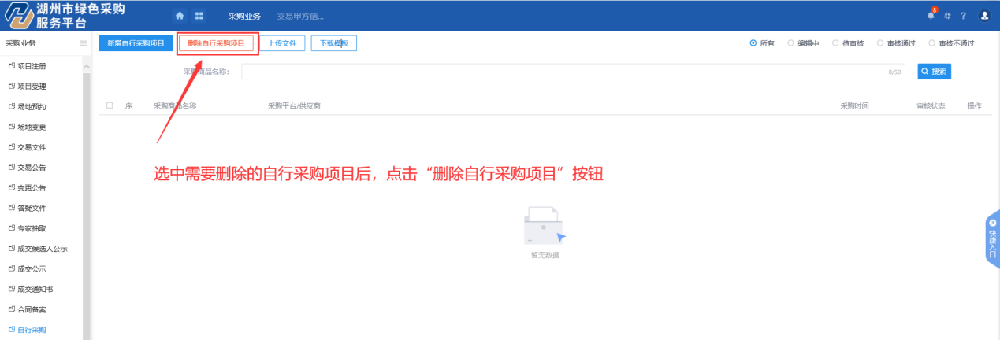 湖州市绿色采购
服务平台
采购业务 交易甲方信... 8 ?
采购业务
新增自行采购项目 删除自行采购项目 上传文件 下载模板 所有 编辑中 待审核 审核通过 审核不通过
项目注册
采购商品名称： 0/50 搜索
项目受理
序 采购商品名称 采购平台/供应商 采购时间 审核状态 操作
场地预约
场地变更
交易文件
交易公告
选中需要删除的自行采购项目后，点击“删除自行采购项目”按钮
变更公告
答疑文件
专家抽取
快捷入口
成交候选人公示
暂无数据
成交公示
成交通知书
合同备案
自行采购